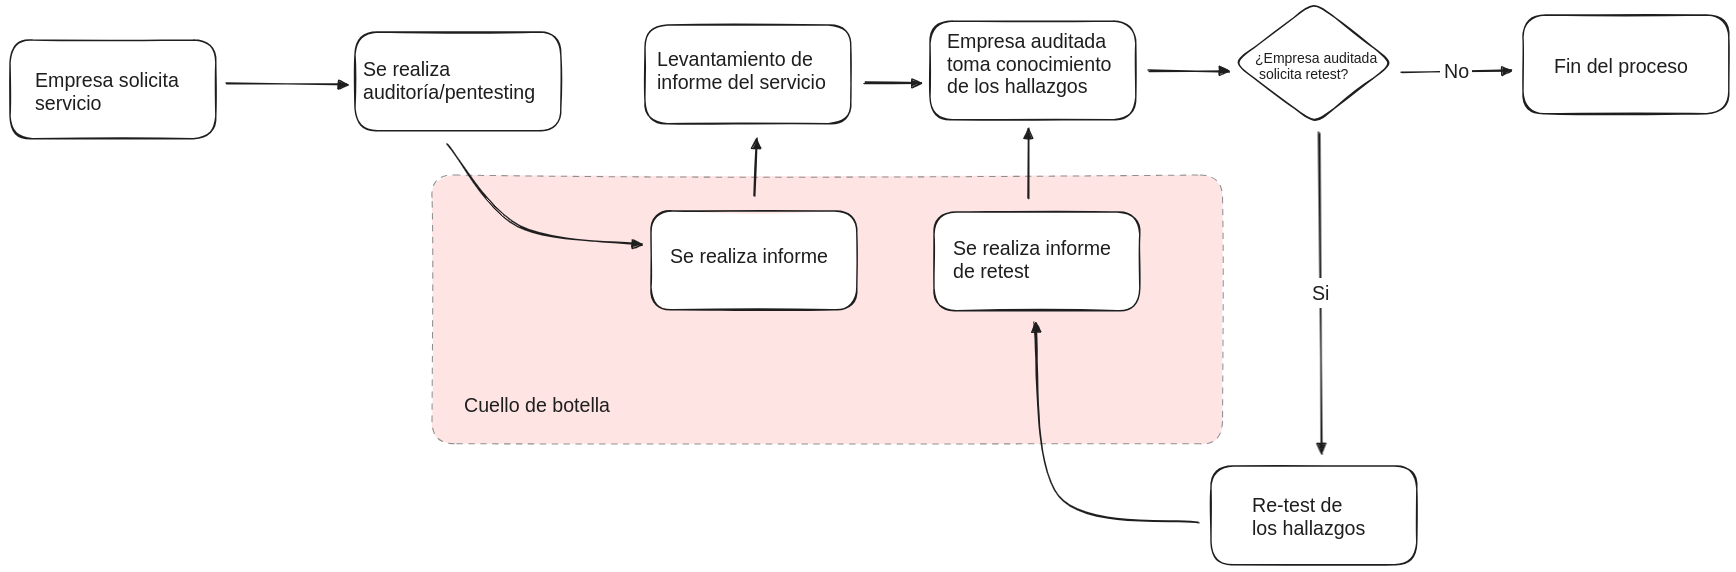 Empresa solicita
servicio
Se realiza
auditoría/pentesting
Levantamiento de
informe del servicio
Empresa auditada
toma conocimiento
de los hallazgos
¿Empresa auditada
solicita retest?
No
Fin del proceso
Se realiza informe
Se realiza informe
de retest
Si
Cuello de botella
Re-test de
los hallazgos